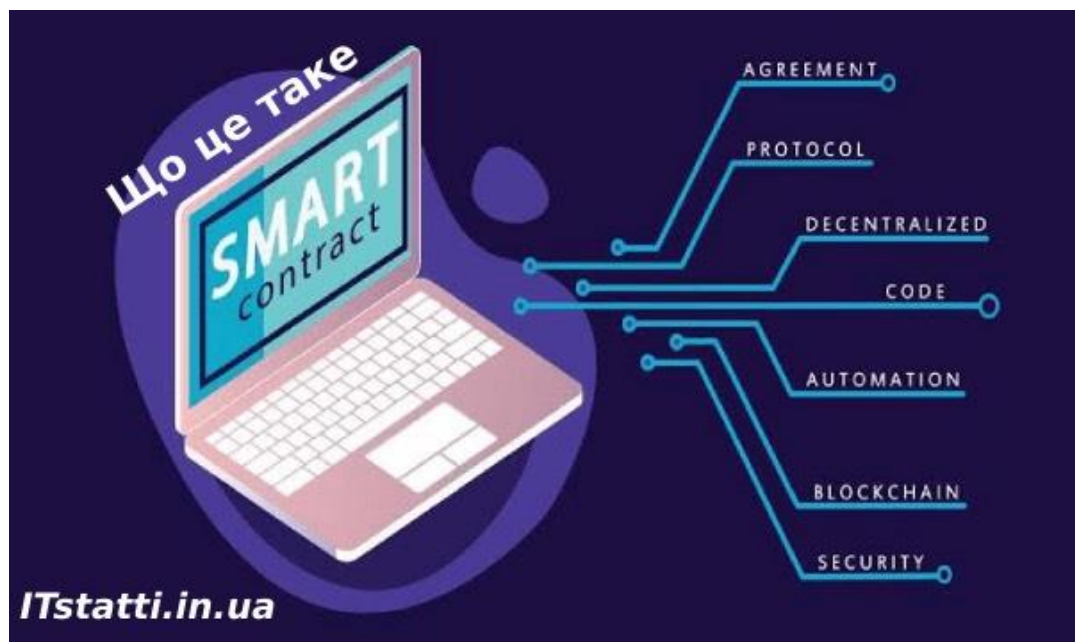 Що це таке
SMART
contract
AGREEMENT
PROTOCOL
DECENTRALIZED
CODE
AUTOMATION
BLOCKCHAIN
SECURITY
ITstatti.in.ua